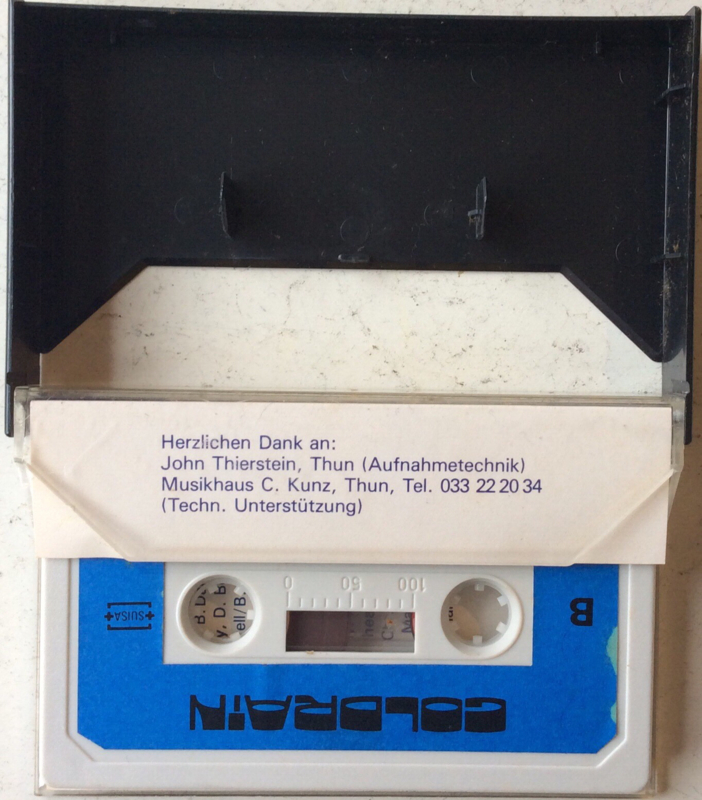 Herzlichen Dank an:
John Thierstein, Thun (Aufnahmetechnik)
Musikhaus C. Kunz, Thun, Tel. 033 22 20 34
(Techn. Unterstützung)
0 50 100
SUISA
B
GOLDRAIN